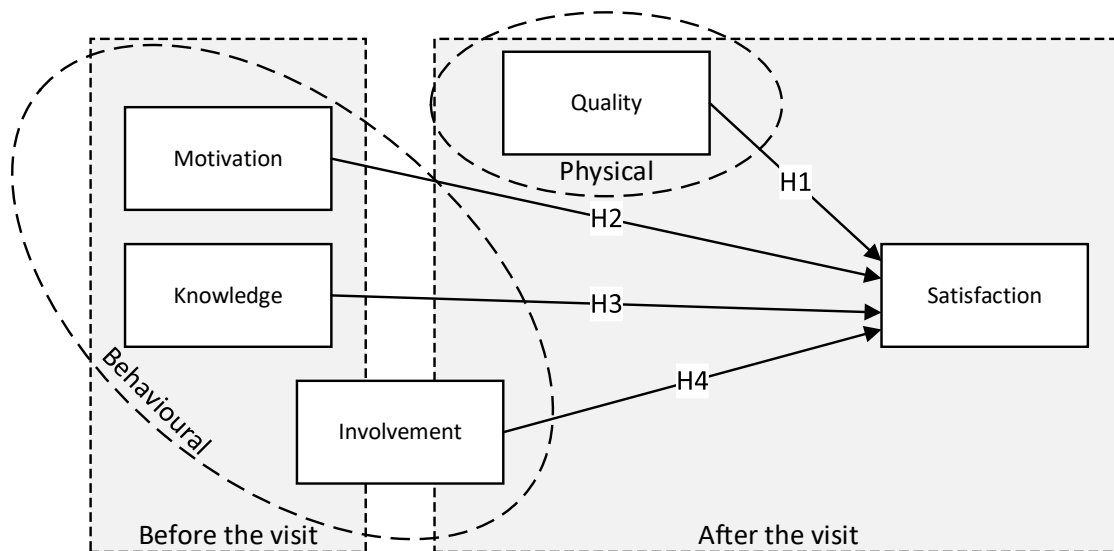 Quality
Motivation
Physical
H1
H2
Knowledge
H3
Satisfaction
Behavioural
H4
Involvement
Before the visit
After the visit